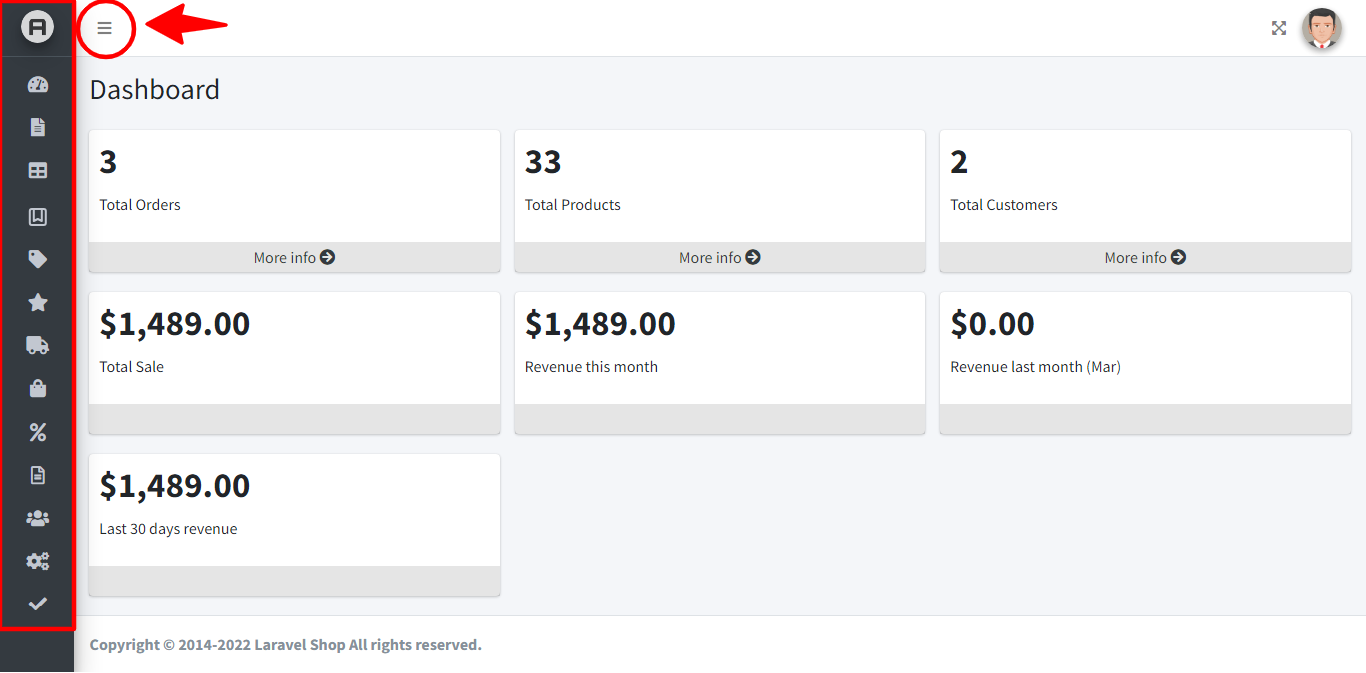 Dashboard
3
Total Orders
More info
33
Total Products
More info
2
Total Customers
More info
$1,489.00
Total Sale
$1,489.00
Revenue this month
$0.00
Revenue last month (Mar)
$1,489.00
Last 30 days revenue
Copyright © 2014-2022 Laravel Shop All rights reserved.